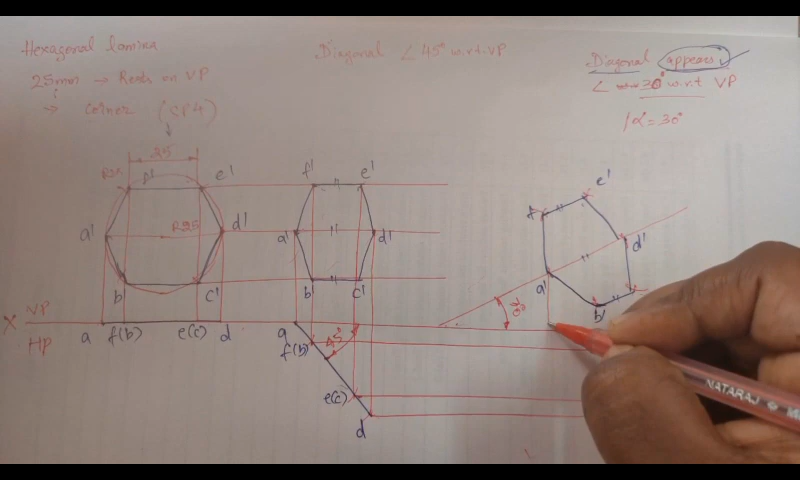 Hexagonal lamina
25mm → Rests on VP
→ Corner (SP4)
Diagonal ∠ 45° w.r.t. VP
Diagonal appears
∠ 30° w.r.t VP
α = 30°
25
f' e'
R25
a' d'
b' c'
f' e'
a' d'
b' c'
e'
d'
a'
b'
X VP
HP
a f(b) e(c) d
a
f(b)
45°
e(c)
d
NATARAJ